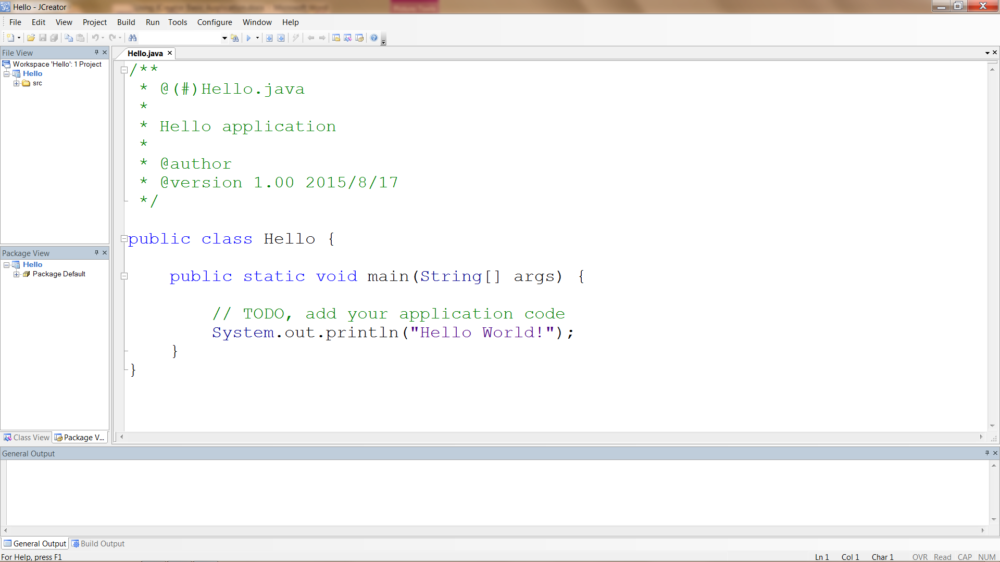 Hello - JCreator
File Edit View Project Build Run Tools Configure Window Help
File View
Workspace 'Hello': 1 Project
Hello
src
Package View
Hello
Package Default
Class View Package V...
Hello.java
/**
* @(#)Hello.java
*
* Hello application
*
* @author
* @version 1.00 2015/8/17
*/
public class Hello {
public static void main(String[] args) {
// TODO, add your application code
System.out.println("Hello World!");
}
}
General Output
General Output Build Output
For Help, press F1
Ln 1 Col 1 Char 1 OVR Read CAP NUM